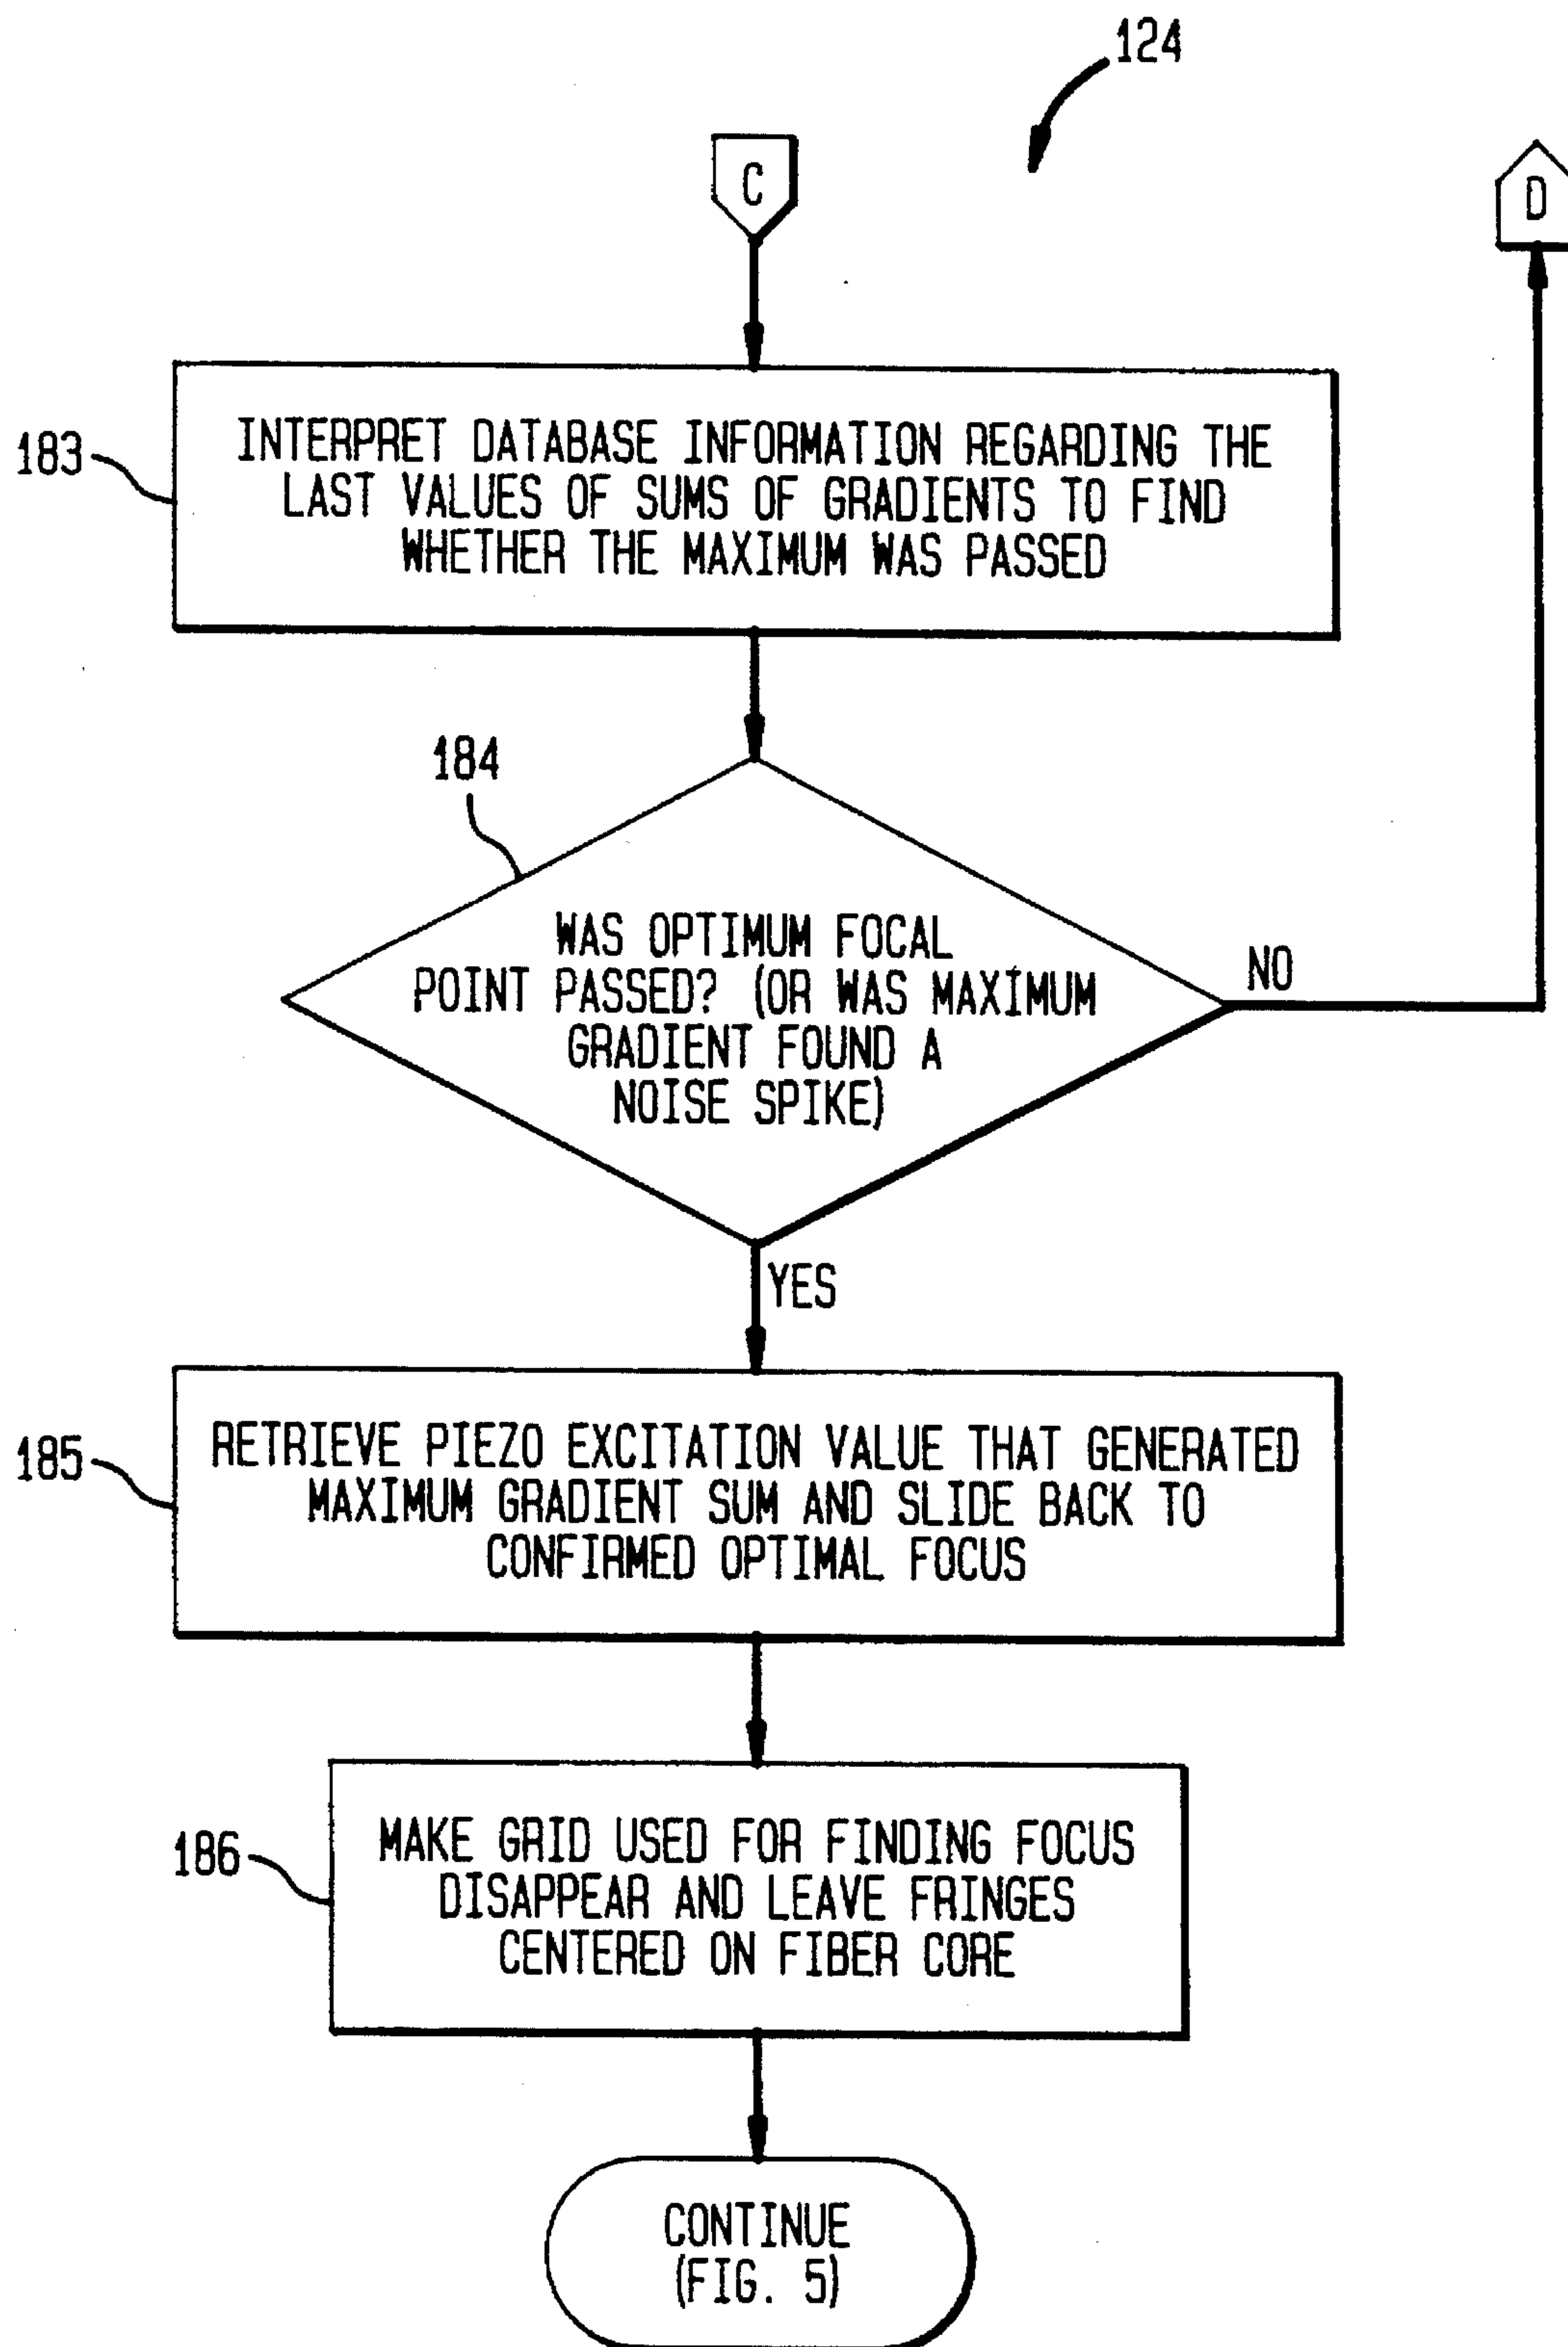 124
C
D
183
INTERPRET DATABASE INFORMATION REGARDING THE
LAST VALUES OF SUMS OF GRADIENTS TO FIND
WHETHER THE MAXIMUM WAS PASSED
184
WAS OPTIMUM FOCAL
POINT PASSED? (OR WAS MAXIMUM
GRADIENT FOUND A
NOISE SPIKE)
NO
YES
185
RETRIEVE PIEZO EXCITATION VALUE THAT GENERATED
MAXIMUM GRADIENT SUM AND SLIDE BACK TO
CONFIRMED OPTIMAL FOCUS
186
MAKE GRID USED FOR FINDING FOCUS
DISAPPEAR AND LEAVE FRINGES
CENTERED ON FIBER CORE
CONTINUE
(FIG. 5)